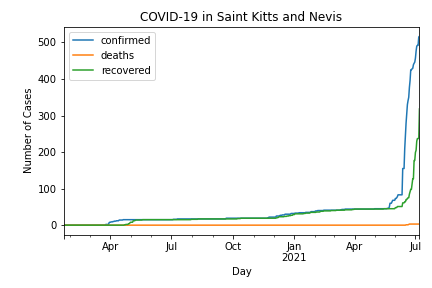 COVID-19 in Saint Kitts and Nevis
confirmed
deaths
recovered
Number of Cases
500
400
300
200
100
0
Apr
Jul
Oct
Jan
2021
Apr
Jul
Day